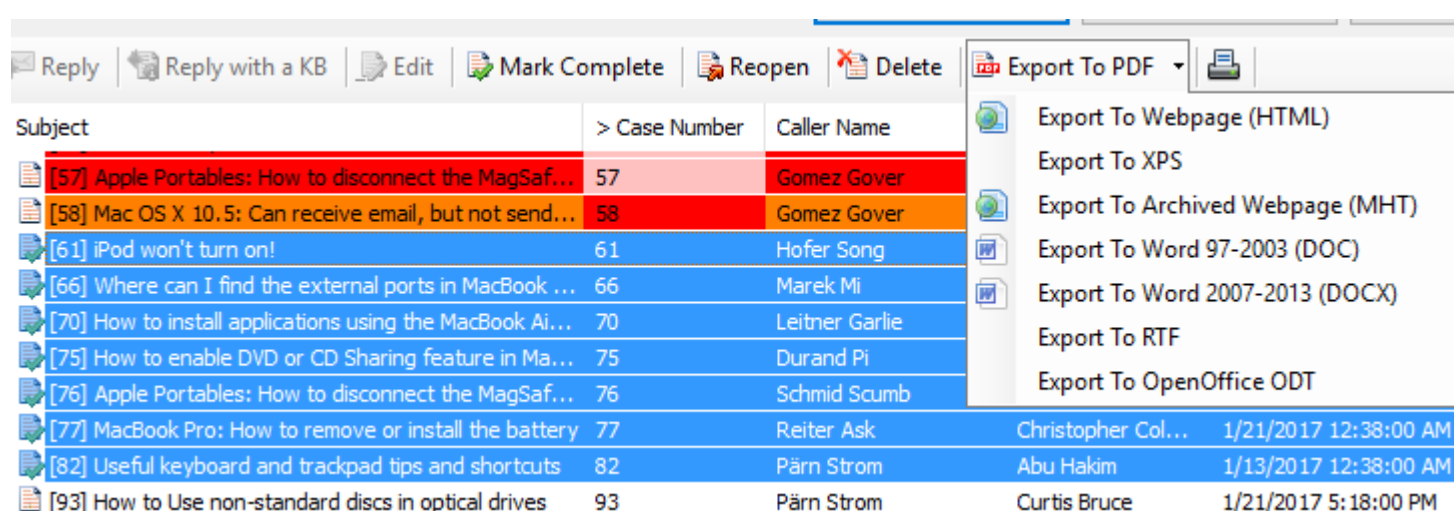 Reply Reply with a KB Edit Mark Complete Reopen Delete Export To PDF
Subject > Case Number Caller Name
[57] Apple Portables: How to disconnect the MagSaf... 57 Gomez Gover
[58] Mac OS X 10.5: Can receive email, but not send... 58 Gomez Gover
[61] iPod won't turn on! 61 Hofer Song
[66] Where can I find the external ports in MacBook ... 66 Marek Mi
[70] How to install applications using the MacBook Ai... 70 Leitner Garlie
[75] How to enable DVD or CD Sharing feature in Ma... 75 Durand Pi
[76] Apple Portables: How to disconnect the MagSaf... 76 Schmid Scumb
[77] MacBook Pro: How to remove or install the battery 77 Reiter Ask Christopher Col... 1/21/2017 12:38:00 AM
[82] Useful keyboard and trackpad tips and shortcuts 82 Pärn Strom Abu Hakim 1/13/2017 12:38:00 AM
[93] How to Use non-standard discs in optical drives 93 Pärn Strom Curtis Bruce 1/21/2017 5:18:00 PM
Export To Webpage (HTML)
Export To XPS
Export To Archived Webpage (MHT)
Export To Word 97-2003 (DOC)
Export To Word 2007-2013 (DOCX)
Export To RTF
Export To OpenOffice ODT